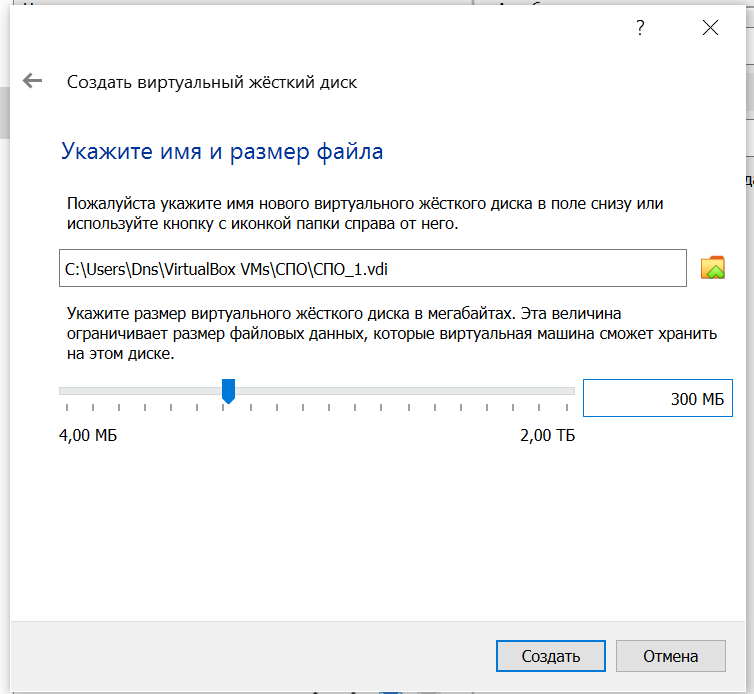 ?
Создать виртуальный жёсткий диск
Укажите имя и размер файла
Пожалуйста укажите имя нового виртуального жёсткого диска в поле снизу или
используйте кнопку с иконкой папки справа от него.
C:\Users\Dns\VirtualBox VMs\СПО\СПО_1.vdi
Укажите размер виртуального жёсткого диска в мегабайтах. Эта величина
ограничивает размер файловых данных, которые виртуальная машина сможет хранить
на этом диске.
300 МБ
4,00 МБ
2,00 ТБ
Создать
Отмена